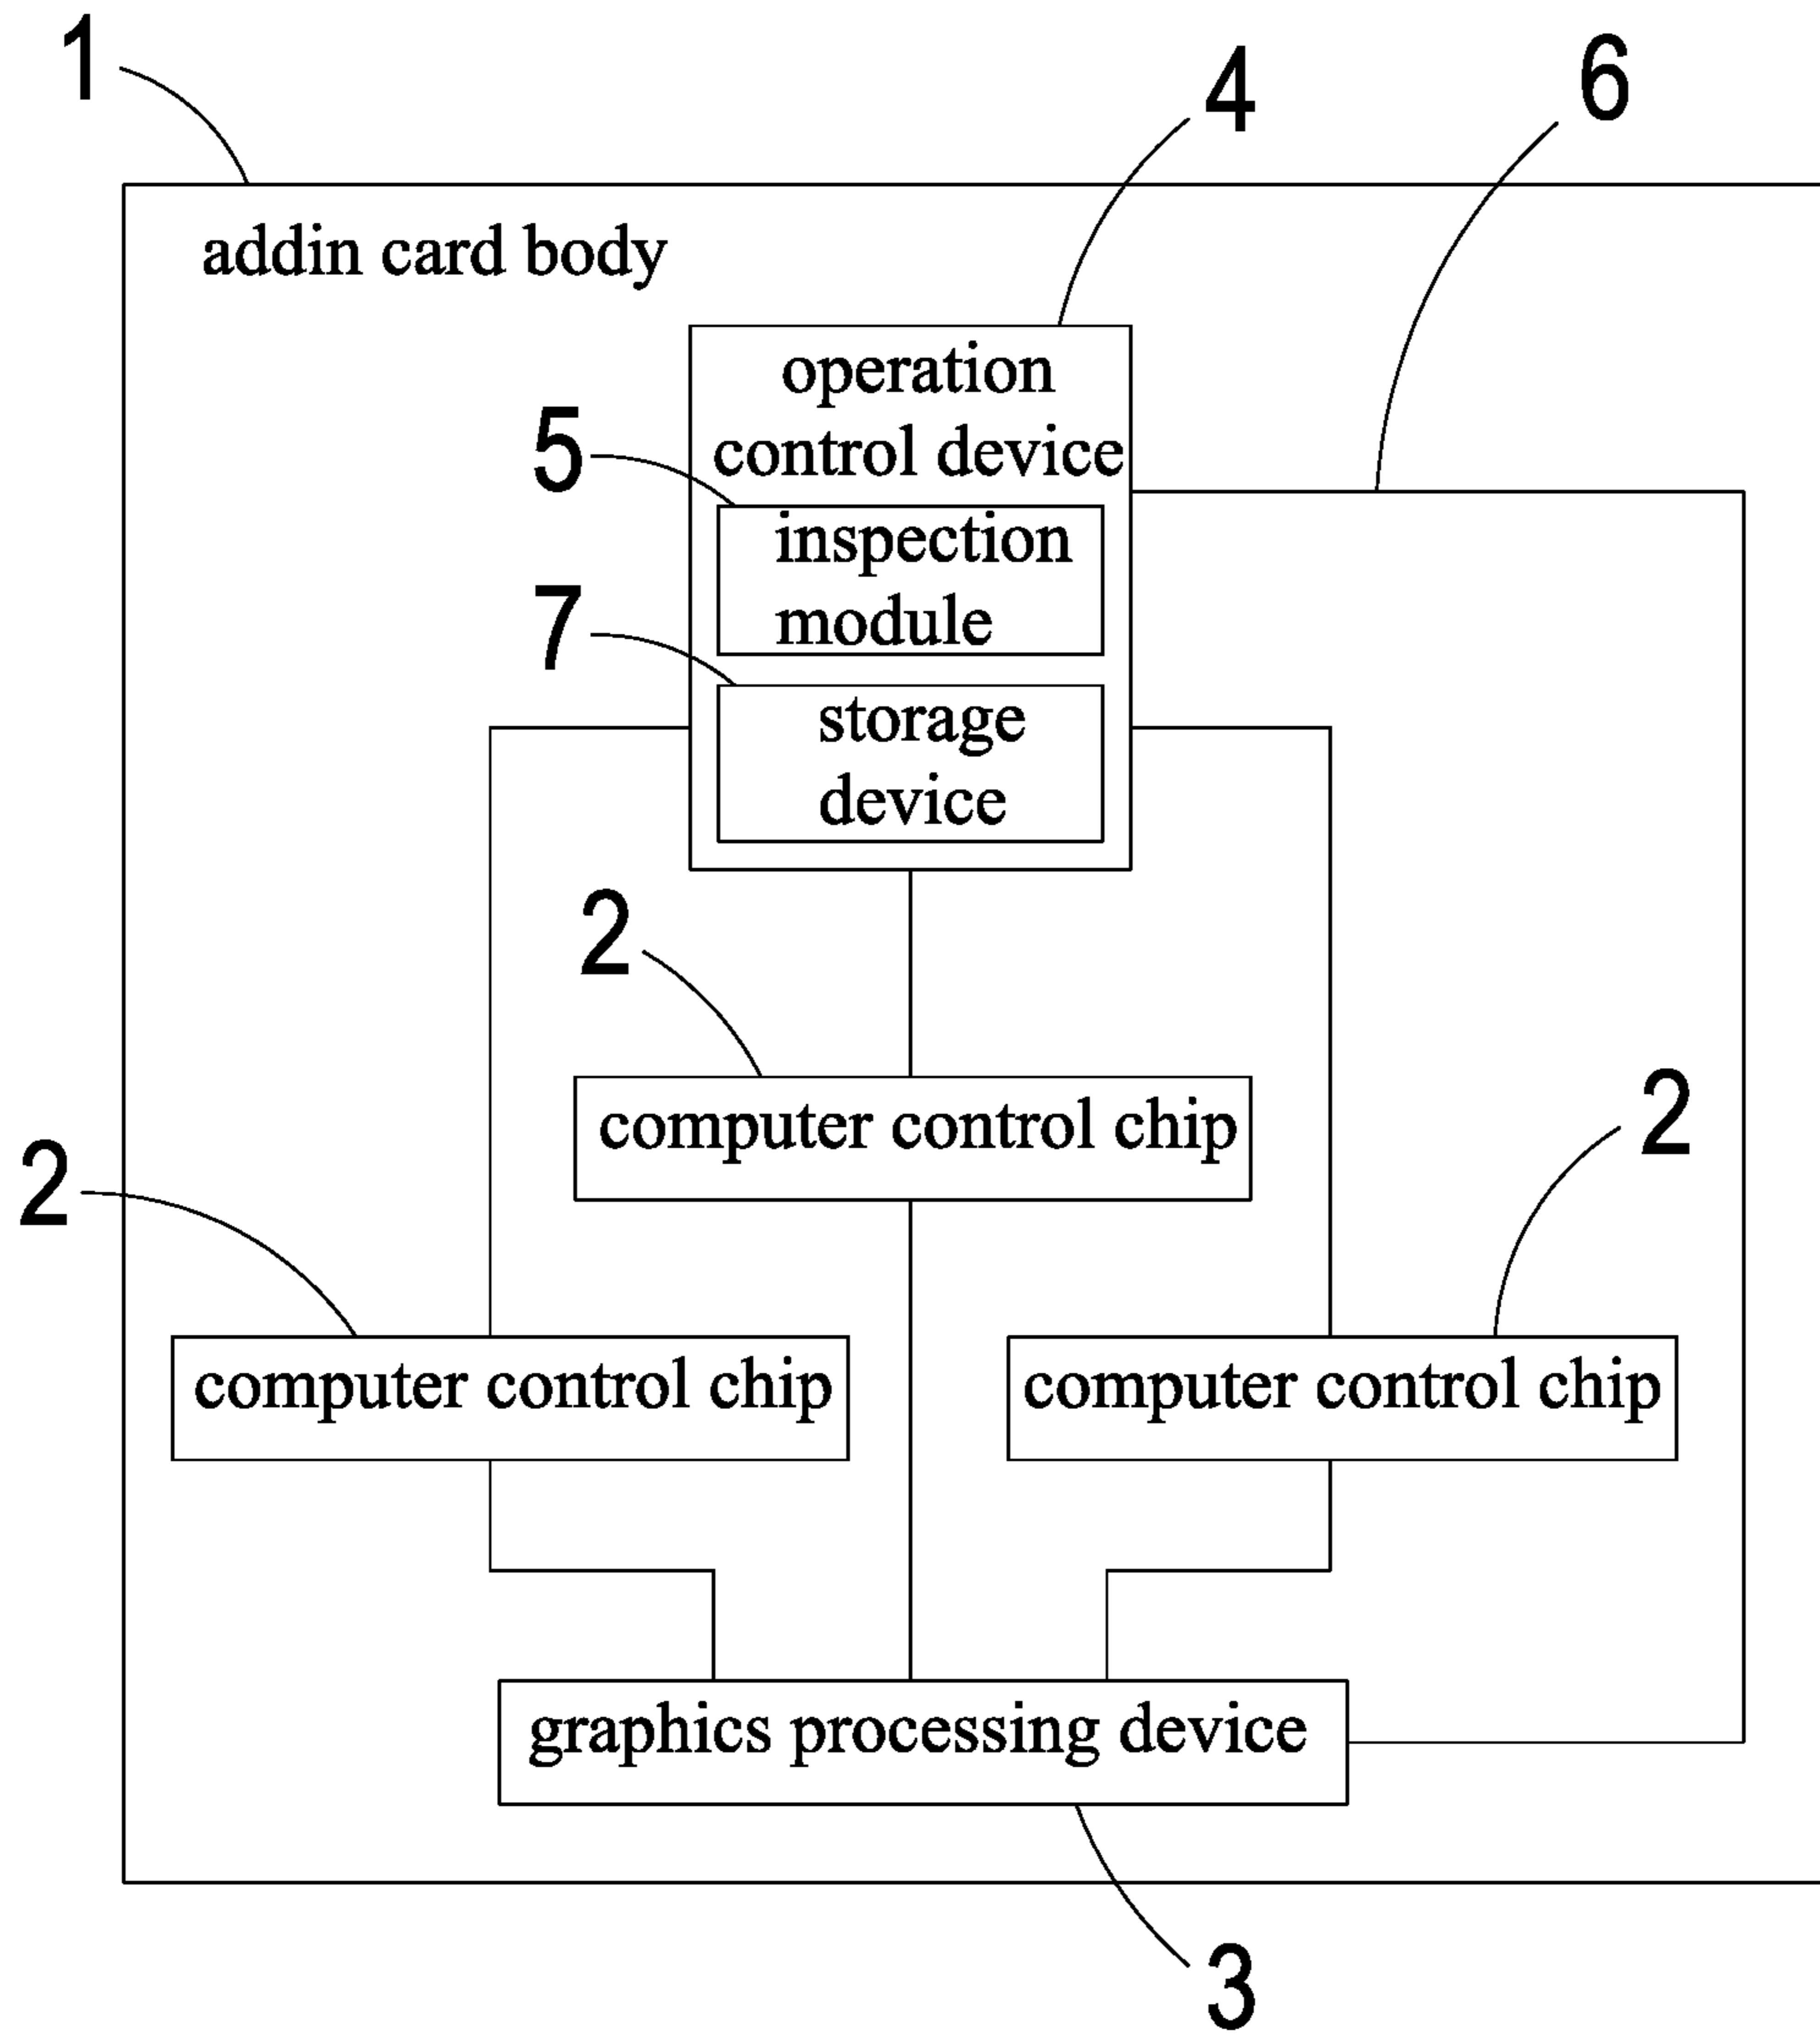 1
4
6
addin card body
operation
control device
5
inspection
module
7
storage
device
2
computer control chip
2
2
computer control chip
computer control chip
graphics processing device
3